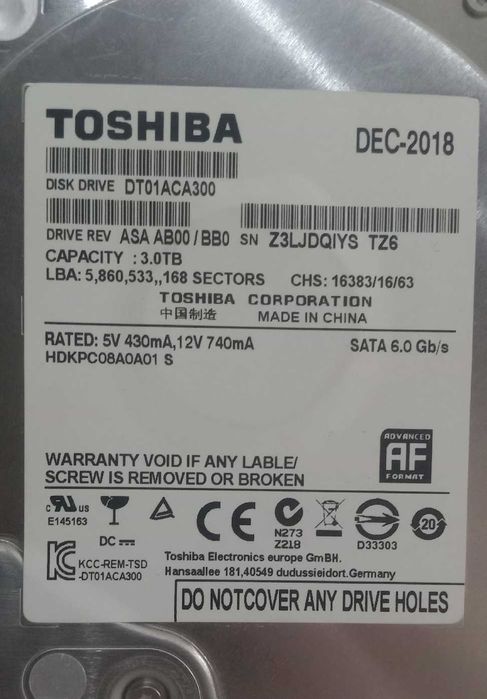 TOSHIBA
DEC-2018
DISK DRIVE DT01ACA300
DRIVE REV ASA AB00 / BB0 SN Z3LJDQIYS TZ6
CAPACITY : 3.0TB
LBA: 5,860,533,,168 SECTORS CHS: 16383/16/63
TOSHIBA CORPORATION
中国制造 MADE IN CHINA
RATED: 5V 430mA,12V 740mA SATA 6.0 Gb/s
HDKPC08A0A01 S
ADVANCED
AF
FORMAT
WARRANTY VOID IF ANY LABLE/
SCREW IS REMOVED OR BROKEN
c RU US
E145163
DC
CE
N273
Z218
D33303
20
KCC-REM-TSD
-DT01ACA300
Toshiba Electronics europe GmBH.
Hansaallee 181,40549 dudussieidort.Germany
DO NOTCOVER ANY DRIVE HOLES